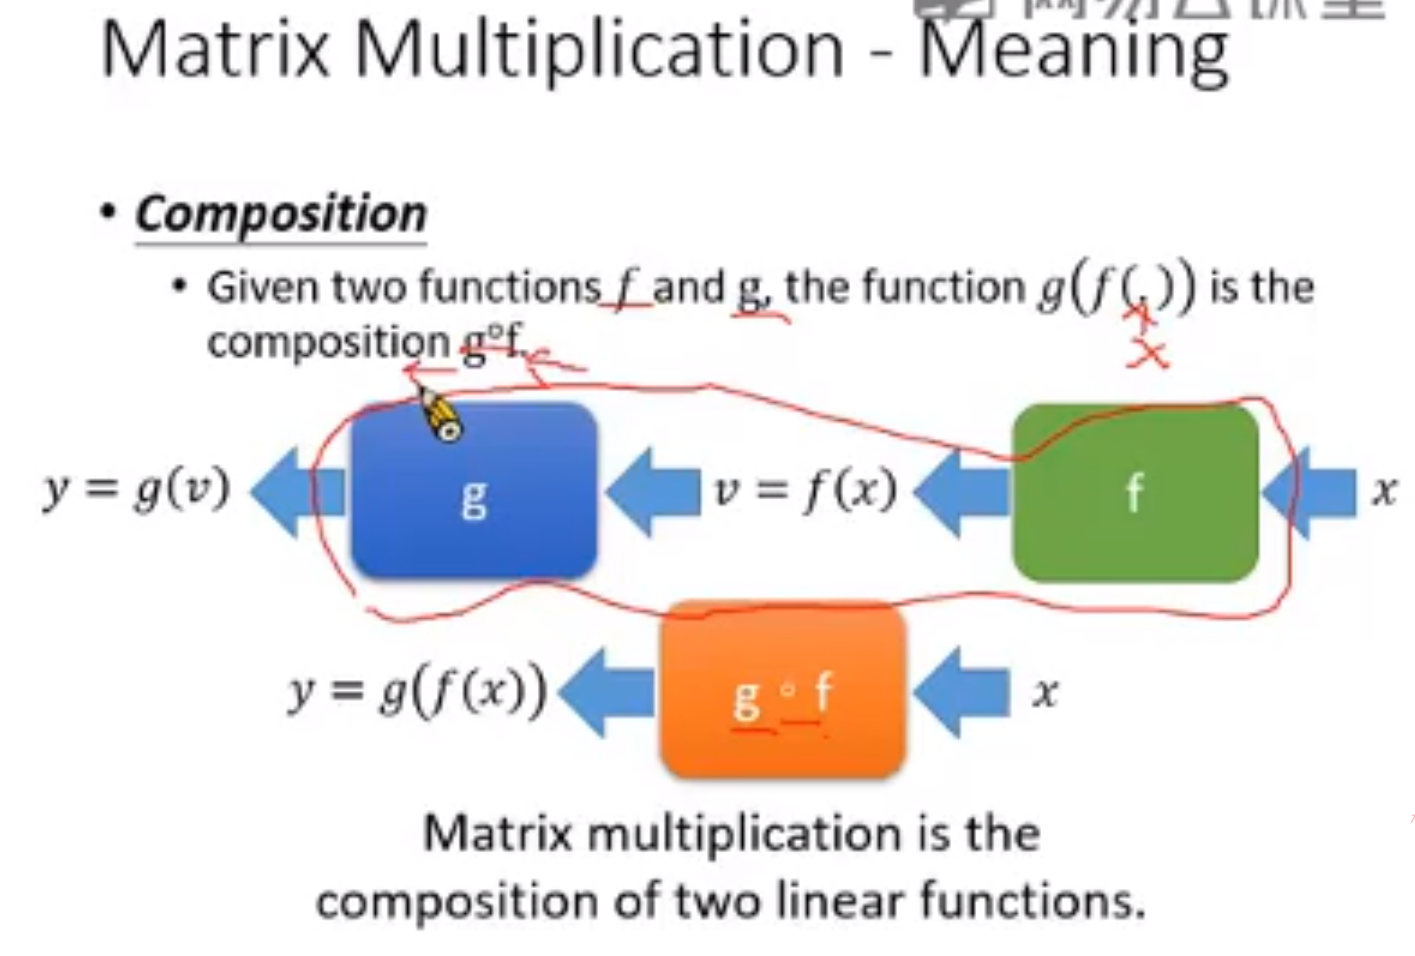 Matrix Multiplication - Meaning
• Composition
• Given two functions f and g, the function g(f(.)) is the
composition g°f.
x
y = g(v) g v = f(x) f x
y = g(f(x)) g ∘ f x
Matrix multiplication is the
composition of two linear functions.